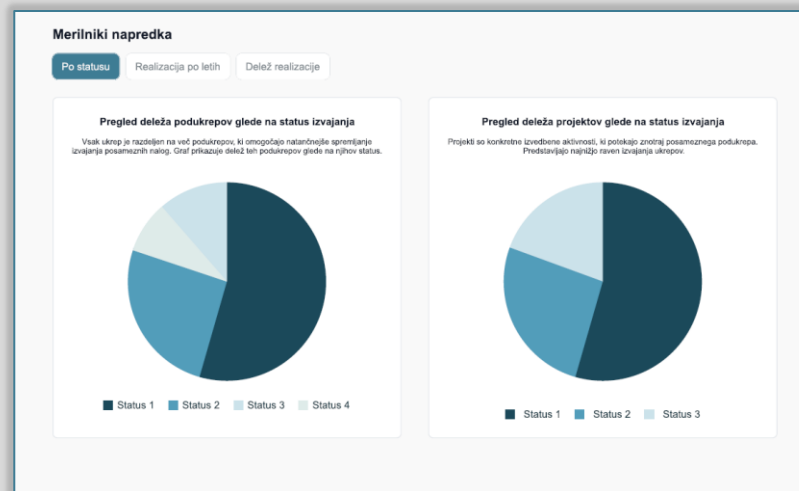 Merilniki napredka
Po statusu
Realizacija po letih
Delež realizacije
Pregled deleža podukrepov glede na status izvajanja
Vsak ukrep je razdeljen na več podukrepov, ki omogočajo natančnejše spremljanje
izvajanja posameznih nalog. Graf prikazuje delež teh podukrepov glede na njihov status.
Status 1
Status 2
Status 3
Status 4
Pregled deleža projektov glede na status izvajanja
Projekti so konkretne izvedbene aktivnosti, ki potekajo znotraj posameznega podukrepa.
Predstavljajo najnižjo raven izvajanja ukrepov.
Status 1
Status 2
Status 3